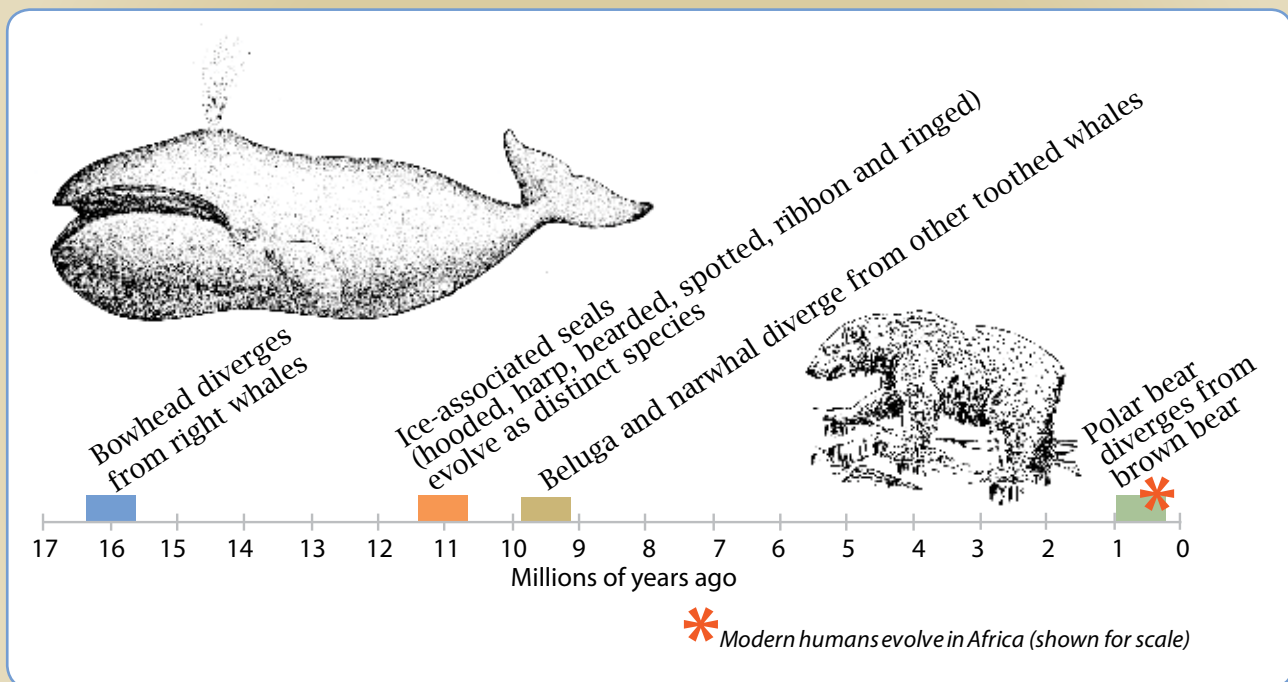 Bowhead diverges
from right whales
Ice-associated seals
(hooded, harp, bearded, spotted, ribbon and ringed)
evolve as distinct species
Beluga and narwhal diverge from other toothed whales
Polar bear
diverges from
brown bear
17 16 15 14 13 12 11 10 9 8 7 6 5 4 3 2 1 0
Millions of years ago
Modern humans evolve in Africa (shown for scale)